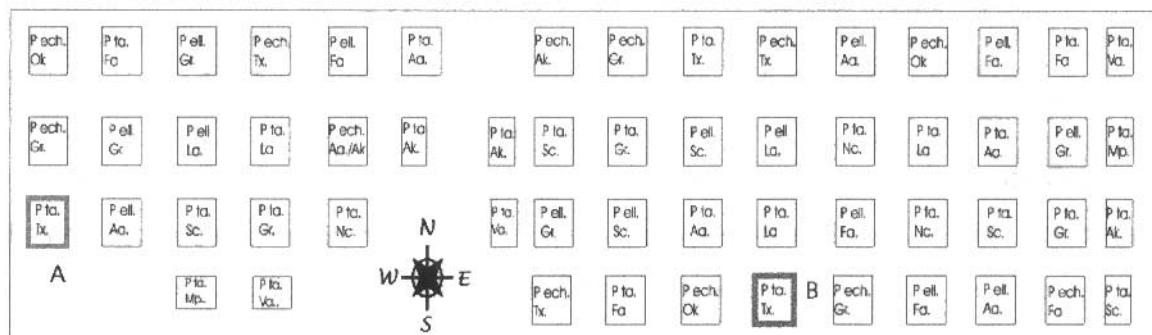 P ech.
Ok
P ta.
Fa
P ell.
Gr.
P ech.
Tx.
P ell.
Fa
P ta.
Aa.
P ech.
Ak.
P ech.
Gr.
P ta.
Tx.
P ech.
Tx
P ell.
Aa.
P ech.
Ok
P ell.
Fa.
P ta.
Fa
P ta.
Va.
P ech.
Gr.
P ell.
Gr.
P ell
La.
P ta.
La
P ech.
Aa./Ak
P ta
Ak.
P ta.
Ak.
P ta.
Sc.
P ta.
Gr.
P ell.
Sc.
P ell
La.
P ta.
Nc.
P ta.
La
P ta.
Aa.
P ell.
Gr.
P ta.
Mp.
P ta.
Tx.
P ell.
Aa.
P ta.
Sc.
P ta.
Gr.
P ta.
Nc.
P ta.
Va.
P ell.
Gr.
P ell.
Sc.
P ta.
Aa.
P ta.
La
P ell.
Fa.
P ta.
Nc.
P ta.
Sc.
P ta.
Gr.
P ta.
Ak.
A
P ta.
Mp.
P ta.
Va.
N
W
E
S
P ech.
Tx.
P ta.
Fa
P ech.
Ok
P ta.
Tx.
B
P ech.
Gr.
P ell.
Fa.
P ell.
Aa.
P ech.
Fa
P ta.
Sc.